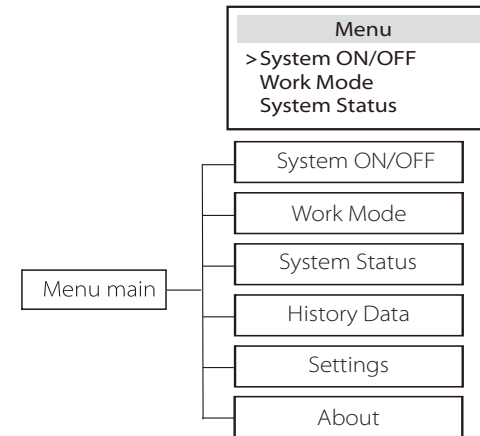 Menu
>System ON/OFF
Work Mode
System Status
System ON/OFF
Work Mode
System Status
Menu main
History Data
Settings
About